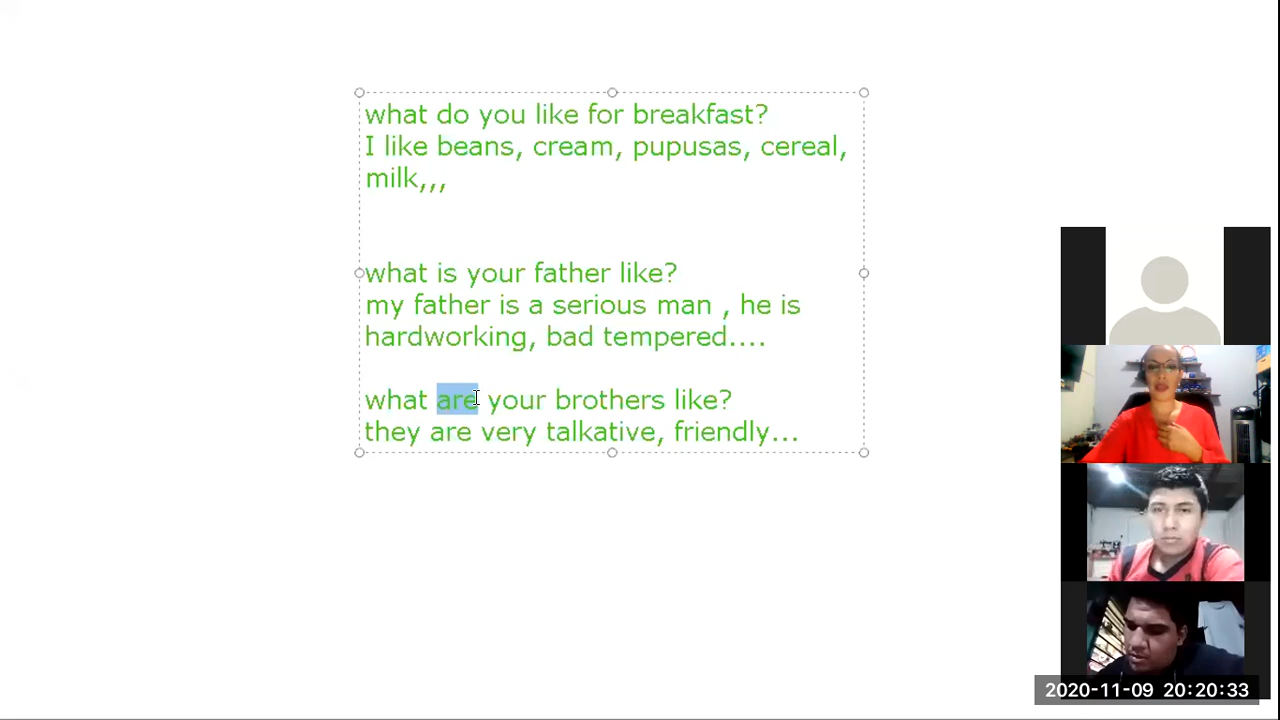 what do you like for breakfast?
I like beans, cream, pupusas, cereal,
milk,,,
what is your father like?
my father is a serious man , he is
hardworking, bad tempered....
what are your brothers like?
they are very talkative, friendly...
2020-11-09 20:20:33